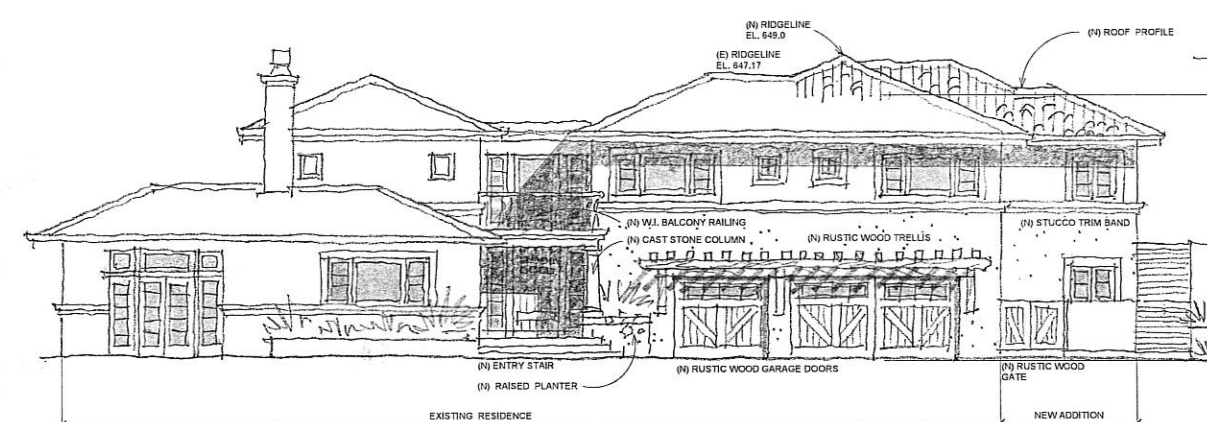 (N) RIDGELINE
EL. 649.0
(N) ROOF PROFILE
(E) RIDGELINE
EL. 647.17
(N) W.I. BALCONY RAILING
(N) STUCCO TRIM BAND
(N) CAST STONE COLUMN
(N) RUSTIC WOOD TRELLIS
(N) ENTRY STAIR
(N) RUSTIC WOOD GARAGE DOORS
(N) RUSTIC WOOD
GATE
(N) RAISED PLANTER
EXISTING RESIDENCE
NEW ADDITION